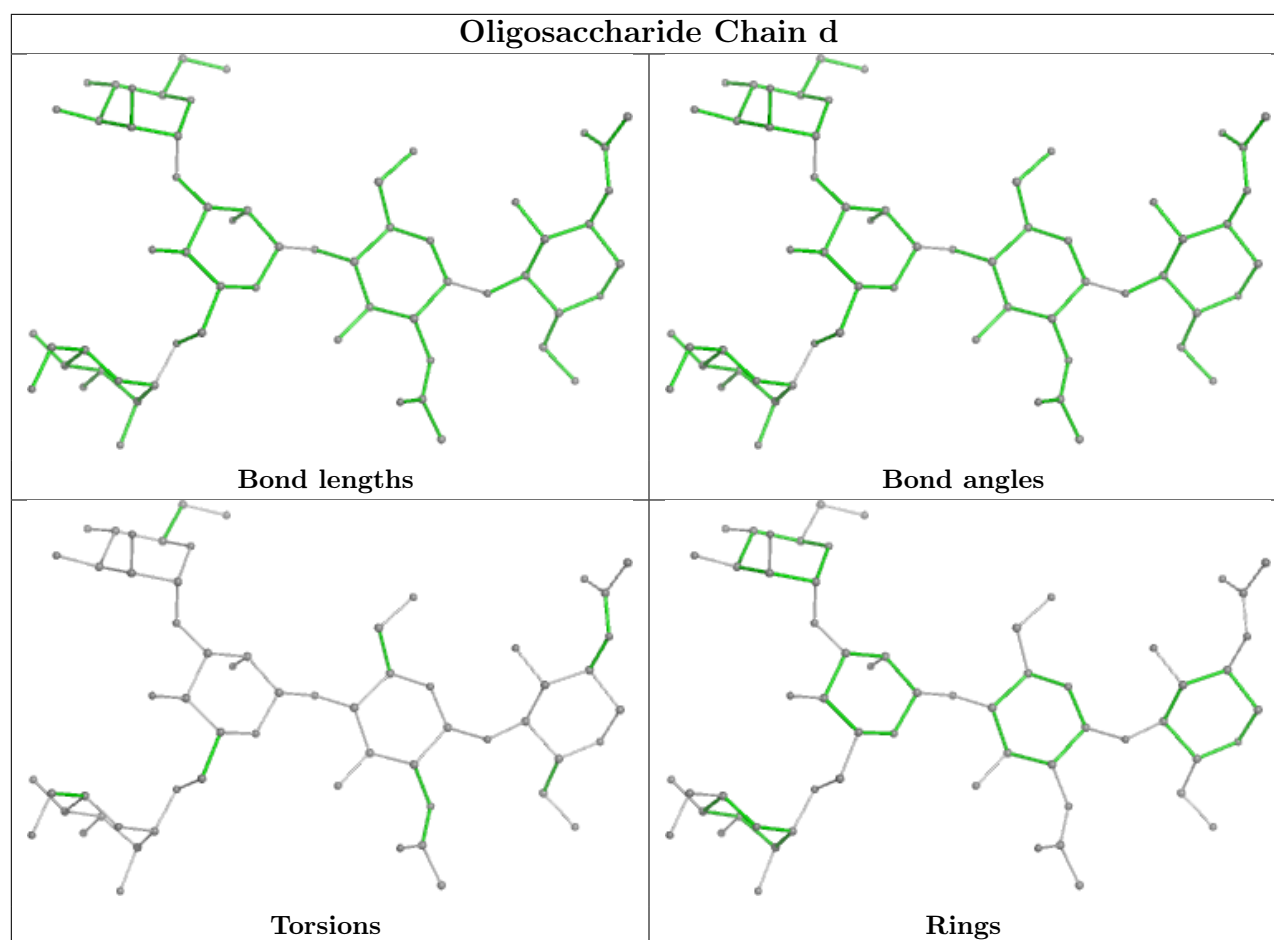 Oligosaccharide Chain d
Bond lengths
Bond angles
Torsions
Rings